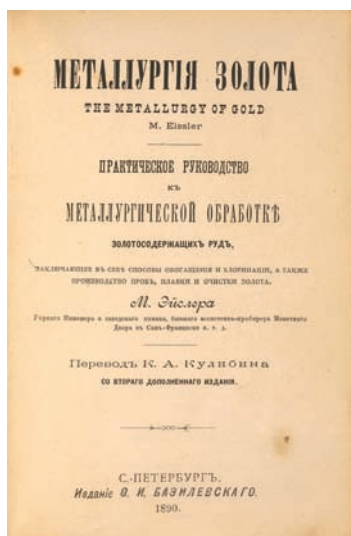 МЕТАЛЛУРГІЯ ЗОЛОТА
THE METALLURGY OF GOLD
M. Eissler
ПРАКТИЧЕСКОЕ РУКОВОДСТВО
КЪ
МЕТАЛЛУРГИЧЕСКОЙ ОБРАБОТКѢ
ЗОЛОТОСОДЕРЖАЩИХЪ РУДЪ,
ЗАКЛЮЧАЮЩЕЕ ВЪ СЕБѢ СПОСОБЫ ОБОГАЩЕНІЯ И ХЛОРИНАЦІИ, А ТАКЖЕ
ПРОИЗВОДСТВО ПРОБЪ, ПЛАВКИ И ОЧИСТКИ ЗОЛОТА.
М. Эйслера
Горнаго Инженера и заводскаго химика, бывшаго ассистента-пробирера Монетнаго
Двора въ Санъ-Франциско и. т. д.
Переводъ К. А. Кулибина
СО ВТОРАГО ДОПОЛНЕННАГО ИЗДАНІЯ.
С.-ПЕТЕРБУРГЪ.
Изданіе О. И. БАЗИЛЕВСКАГО.
1890.